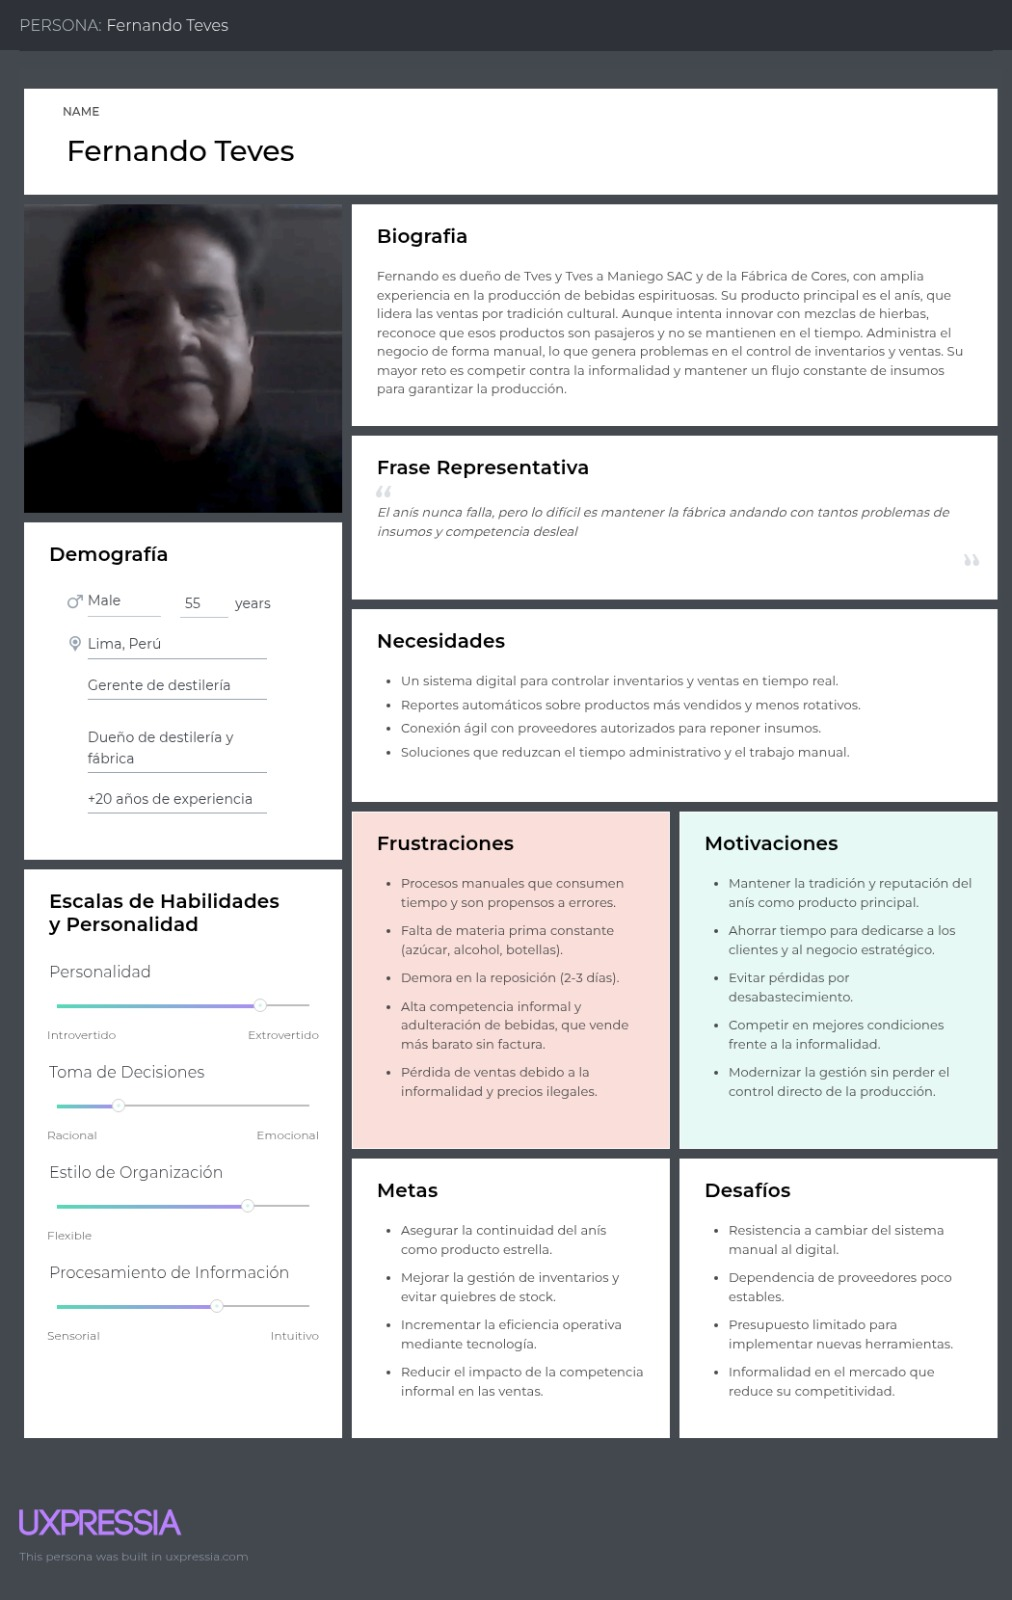 PERSONA: Fernando Teves
NAME
Fernando Teves
Biografia
Fernando es dueño de Tves y Tves a Maniego SAC y de la Fábrica de Cores, con amplia
experiencia en la producción de bebidas espirituosas. Su producto principal es el anís, que
lidera las ventas por tradición cultural. Aunque intenta innovar con mezclas de hierbas,
reconoce que esos productos son pasajeros y no se mantienen en el tiempo. Administra el
negocio de forma manual, lo que genera problemas en el control de inventarios y ventas. Su
mayor reto es competir contra la informalidad y mantener un flujo constante de insumos
para garantizar la producción.
Frase Representativa
“
El anís nunca falla, pero lo difícil es mantener la fábrica andando con tantos problemas de
insumos y competencia desleal
”
Demografía
Male 55 years
Lima, Perú
Gerente de destilería
Dueño de destilería y
fábrica
+20 años de experiencia
Necesidades
• Un sistema digital para controlar inventarios y ventas en tiempo real.
• Reportes automáticos sobre productos más vendidos y menos rotativos.
• Conexión ágil con proveedores autorizados para reponer insumos.
• Soluciones que reduzcan el tiempo administrativo y el trabajo manual.
Escalas de Habilidades
y Personalidad
Personalidad
Introvertido Extrovertido
Toma de Decisiones
Racional Emocional
Estilo de Organización
Flexible
Procesamiento de Información
Sensorial Intuitivo
Frustraciones
• Procesos manuales que consumen
tiempo y son propensos a errores.
• Falta de materia prima constante
(azúcar, alcohol, botellas).
• Demora en la reposición (2-3 días).
• Alta competencia informal y
adulteración de bebidas, que vende
más barato sin factura.
• Pérdida de ventas debido a la
informalidad y precios ilegales.
Motivaciones
• Mantener la tradición y reputación del
anís como producto principal.
• Ahorrar tiempo para dedicarse a los
clientes y al negocio estratégico.
• Evitar pérdidas por
desabastecimiento.
• Competir en mejores condiciones
frente a la informalidad.
• Modernizar la gestión sin perder el
control directo de la producción.
Metas
• Asegurar la continuidad del anís
como producto estrella.
• Mejorar la gestión de inventarios y
evitar quiebres de stock.
• Incrementar la eficiencia operativa
mediante tecnología.
• Reducir el impacto de la competencia
informal en las ventas.
Desafíos
• Resistencia a cambiar del sistema
manual al digital.
• Dependencia de proveedores poco
estables.
• Presupuesto limitado para
implementar nuevas herramientas.
• Informalidad en el mercado que
reduce su competitividad.
UXPRESSIA
This persona was built in uxpressia.com